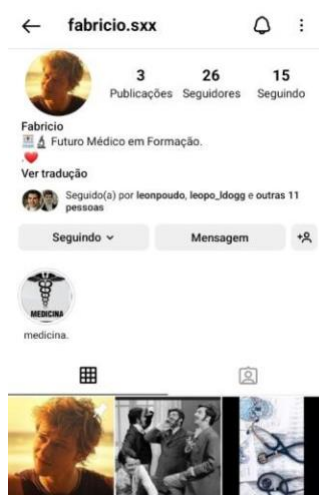 fabricio.sxx
3 26 15
Publicações Seguidores Seguindo
Fabricio
Futuro Médico em Formação.
.
Ver tradução
Seguido(a) por leonpoudo, leopo_ldogg e outras 11
pessoas
Seguindo Mensagem
MEDICINA
medicina.